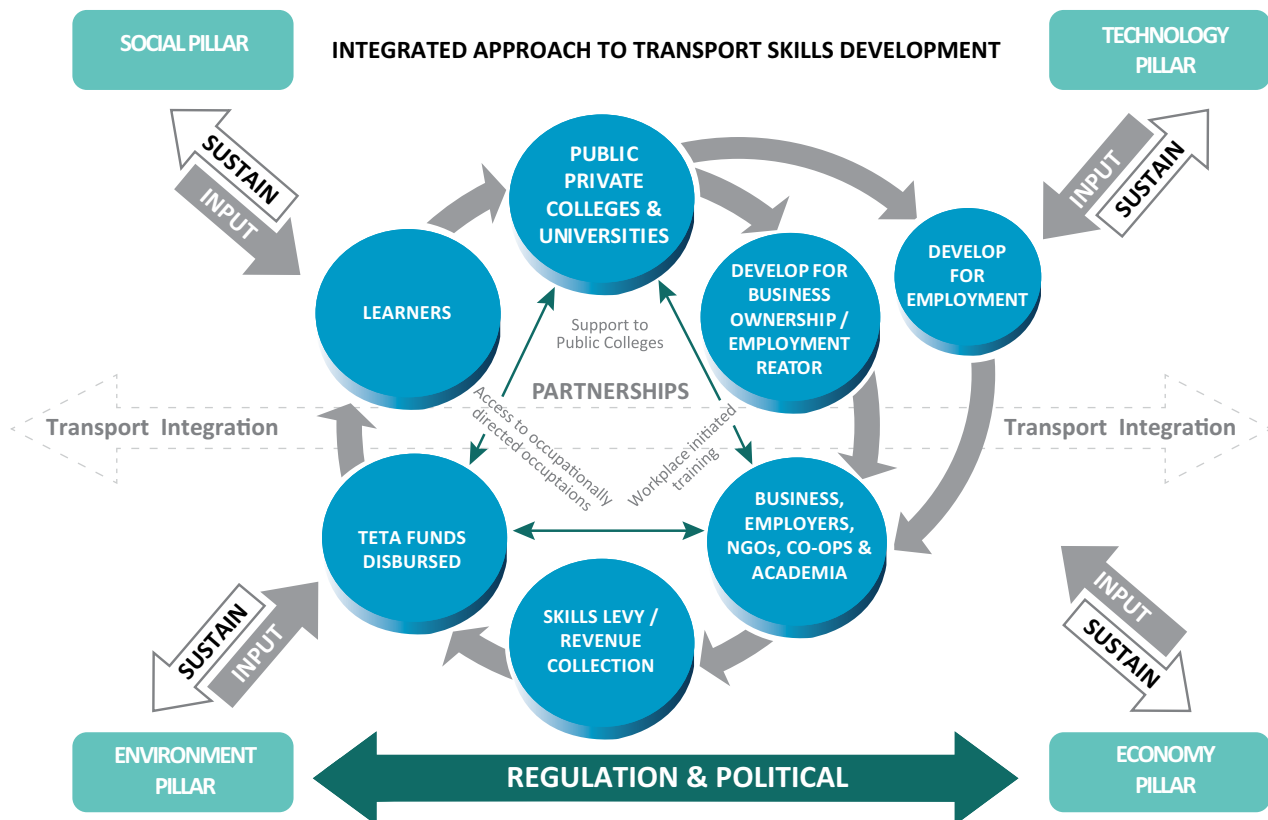 SOCIAL PILLAR
INTEGRATED APPROACH TO TRANSPORT SKILLS DEVELOPMENT
TECHNOLOGY
PILLAR
SUSTAIN
INPUT
INPUT
SUSTAIN
PUBLIC
PRIVATE
COLLEGES &
UNIVERSITIES
LEARNERS
DEVELOP FOR
BUSINESS
OWNERSHIP /
EMPLOYMENT
REATOR
DEVELOP
FOR
EMPLOYMENT
Support to
Public Colleges
PARTNERSHIPS
Access to occupationally
directed occuptaions
Workplace initiated
training
Transport Integration
Transport Integration
TETA FUNDS
DISBURSED
BUSINESS,
EMPLOYERS,
NGOs, CO-OPS &
ACADEMIA
SKILLS LEVY /
REVENUE
COLLECTION
SUSTAIN
INPUT
INPUT
SUSTAIN
ENVIRONMENT
PILLAR
REGULATION & POLITICAL
ECONOMY
PILLAR